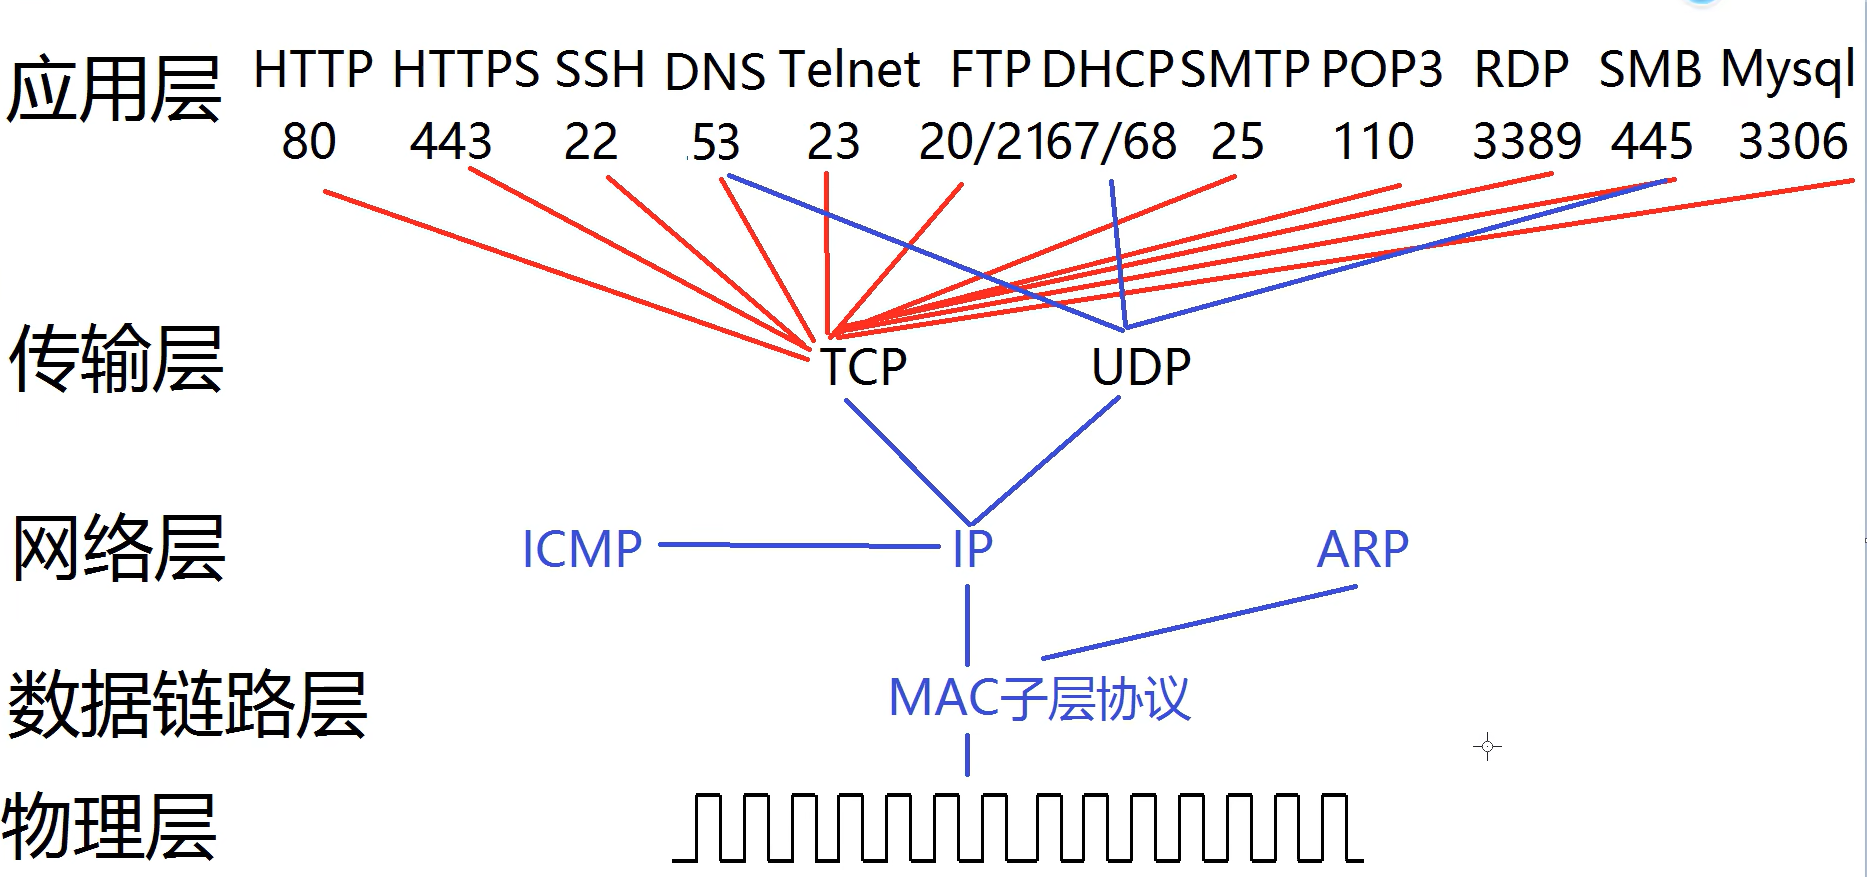 应用层 HTTP HTTPS SSH DNS Telnet FTP DHCP SMTP POP3 RDP SMB Mysql
80 443 22 53 23 20/21 67/68 25 110 3389 445 3306
传输层 TCP UDP
网络层 ICMP IP ARP
数据链路层 MAC子层协议
物理层